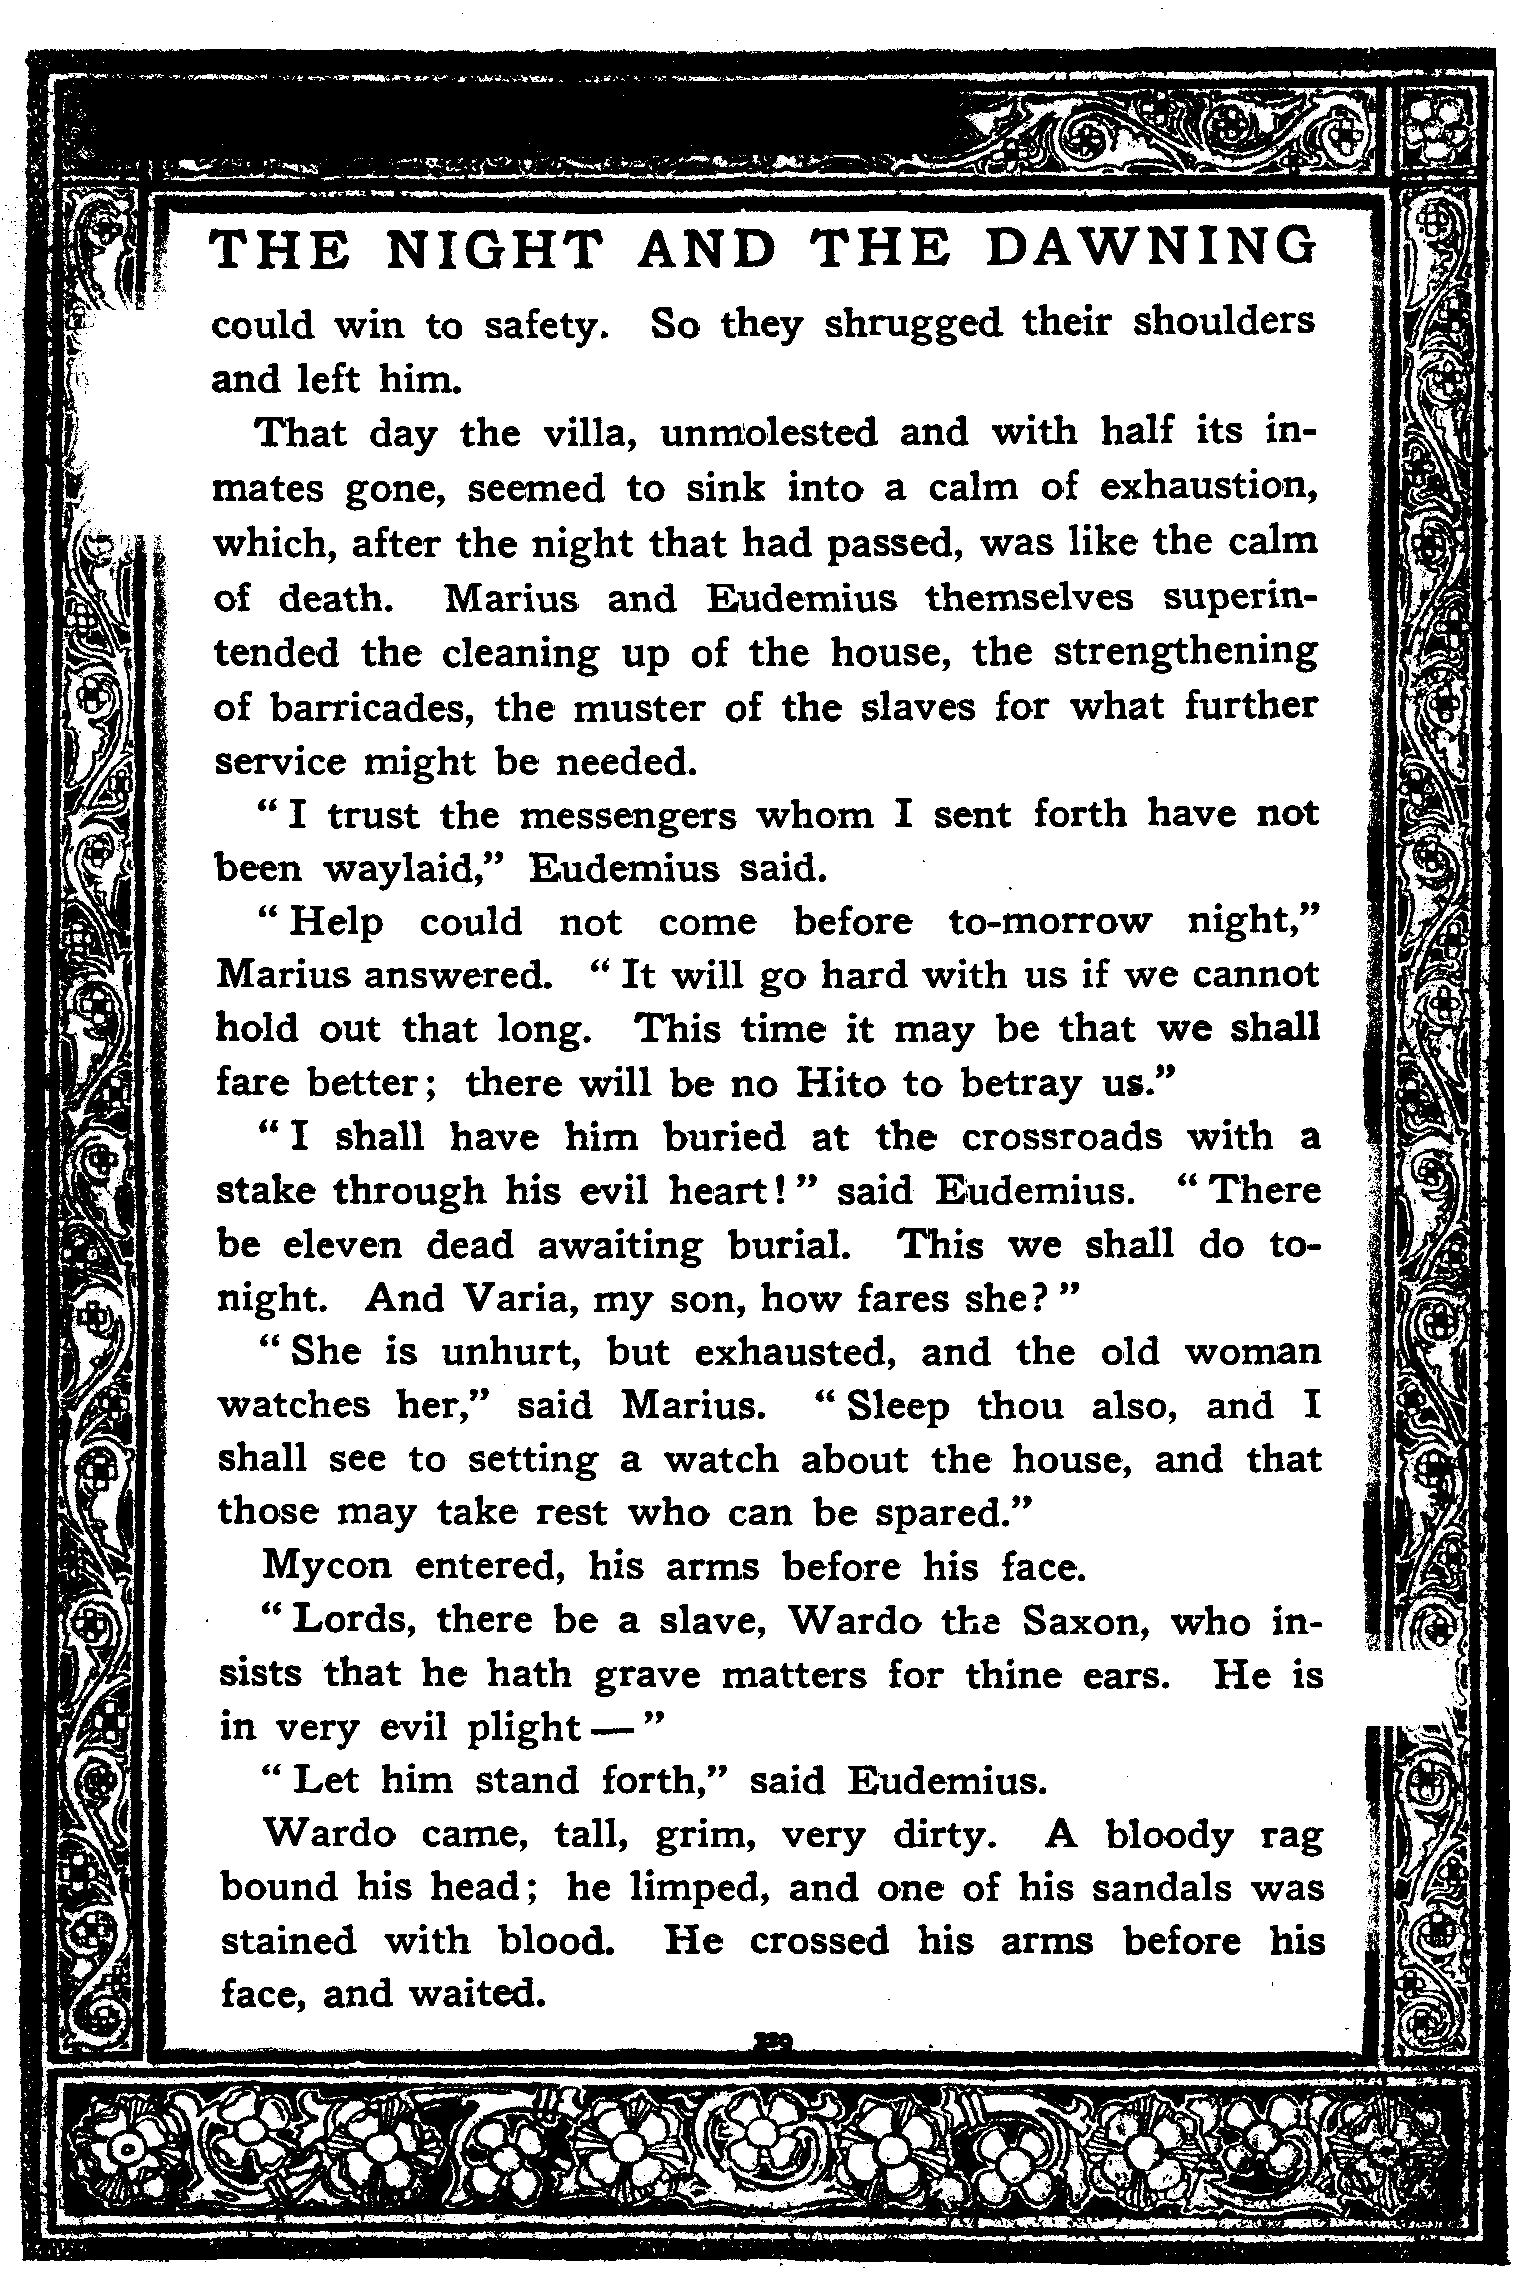 THE NIGHT AND THE DAWNING
could win to safety. So they shrugged their shoulders
and left him.
That day the villa, unmolested and with half its in-
mates gone, seemed to sink into a calm of exhaustion,
which, after the night that had passed, was like the calm
of death. Marius and Eudemius themselves superin-
tended the cleaning up of the house, the strengthening
of barricades, the muster of the slaves for what further
service might be needed.
“ I trust the messengers whom I sent forth have not
been waylaid,” Eudemius said.
“ Help could not come before to-morrow night,”
Marius answered. “ It will go hard with us if we cannot
hold out that long. This time it may be that we shall
fare better; there will be no Hito to betray us.”
“ I shall have him buried at the crossroads with a
stake through his evil heart! ” said Eudemius. “ There
be eleven dead awaiting burial. This we shall do to-
night. And Varia, my son, how fares she? ”
“ She is unhurt, but exhausted, and the old woman
watches her,” said Marius. “ Sleep thou also, and I
shall see to setting a watch about the house, and that
those may take rest who can be spared.”
Mycon entered, his arms before his face.
“ Lords, there be a slave, Wardo the Saxon, who in-
sists that he hath grave matters for thine ears. He is
in very evil plight — ”
“ Let him stand forth,” said Eudemius.
Wardo came, tall, grim, very dirty. A bloody rag
bound his head; he limped, and one of his sandals was
stained with blood. He crossed his arms before his
face, and waited.